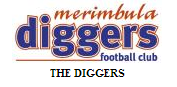 merimbula
diggers
football club
THE DIGGERS